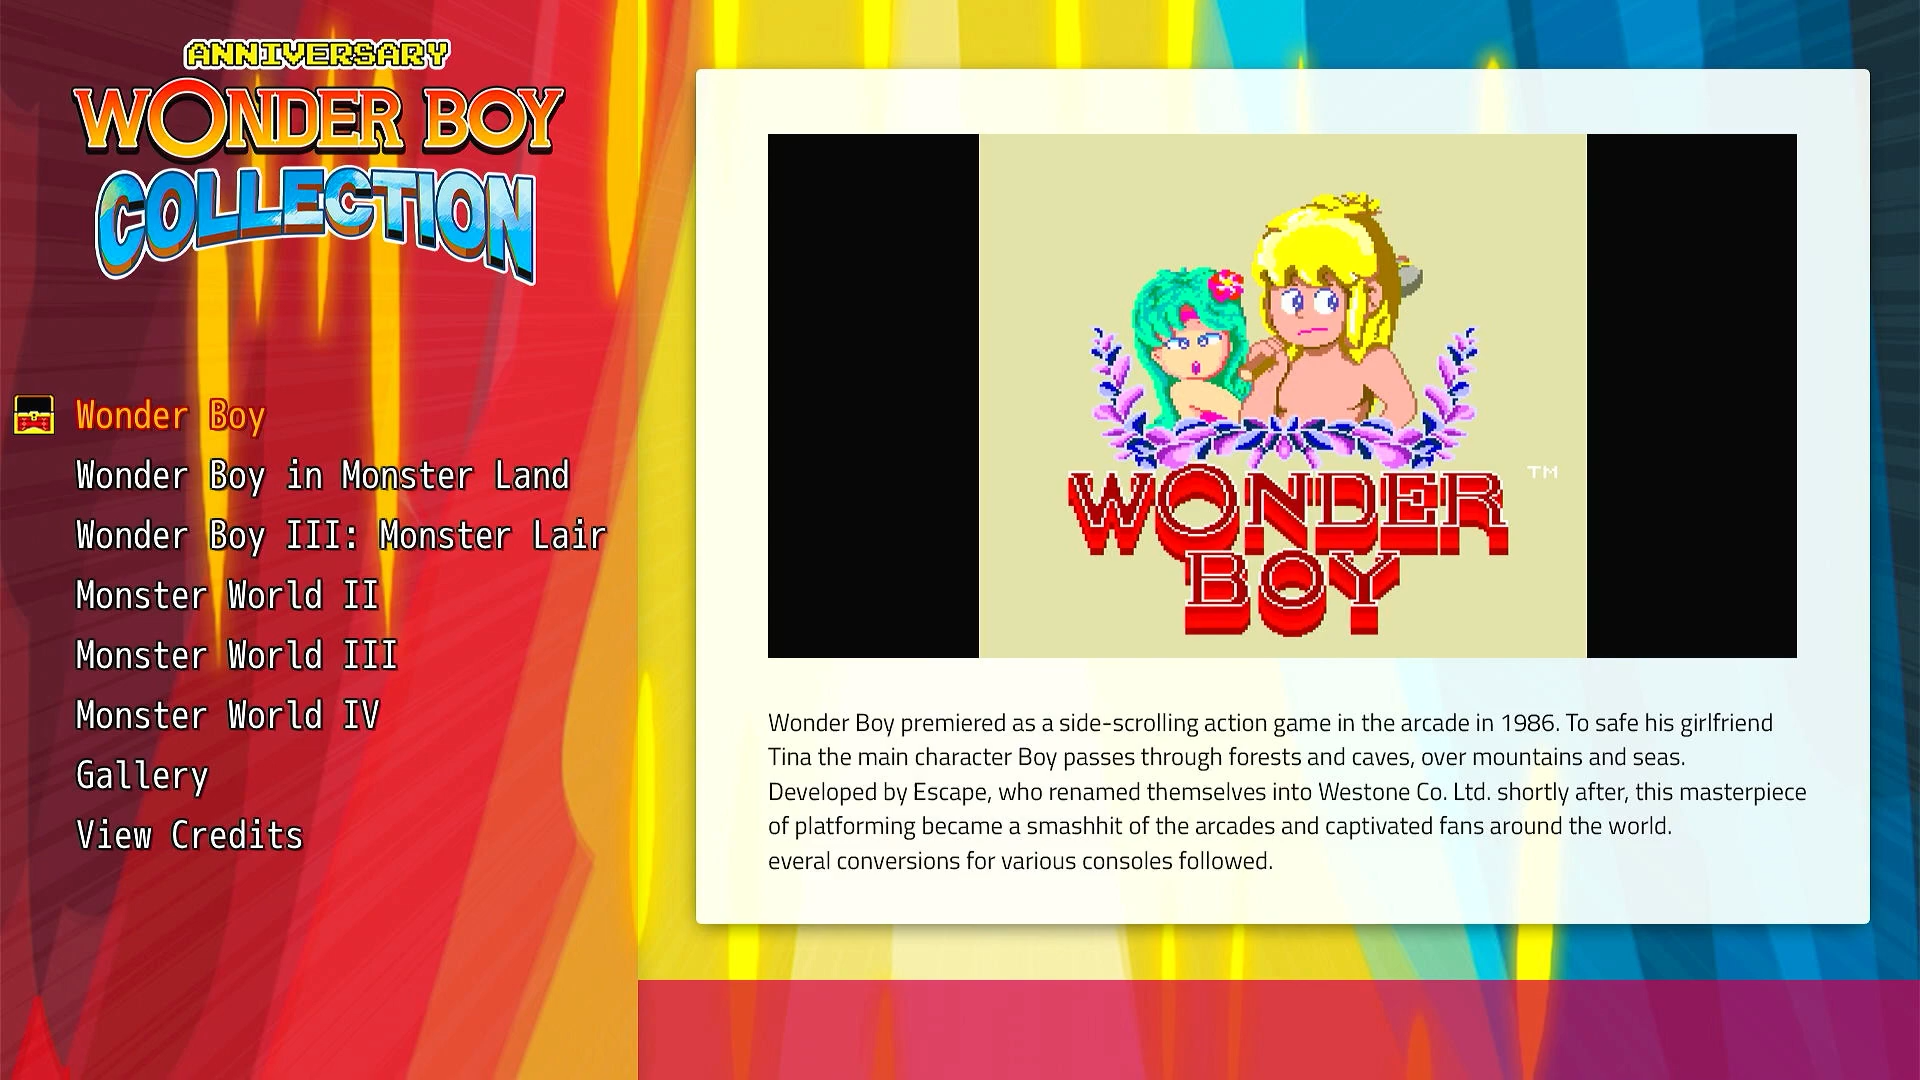 ANNIVERSARY
WONDER BOY
COLLECTION
Wonder Boy
Wonder Boy in Monster Land
Wonder Boy III: Monster Lair
Monster World II
Monster World III
Monster World IV
Gallery
View Credits
WONDER
BOY
TM
Wonder Boy premiered as a side-scrolling action game in the arcade in 1986. To safe his girlfriend
Tina the main character Boy passes through forests and caves, over mountains and seas.
Developed by Escape, who renamed themselves into Westone Co. Ltd. shortly after, this masterpiece
of platforming became a smashhit of the arcades and captivated fans around the world.
everal conversions for various consoles followed.